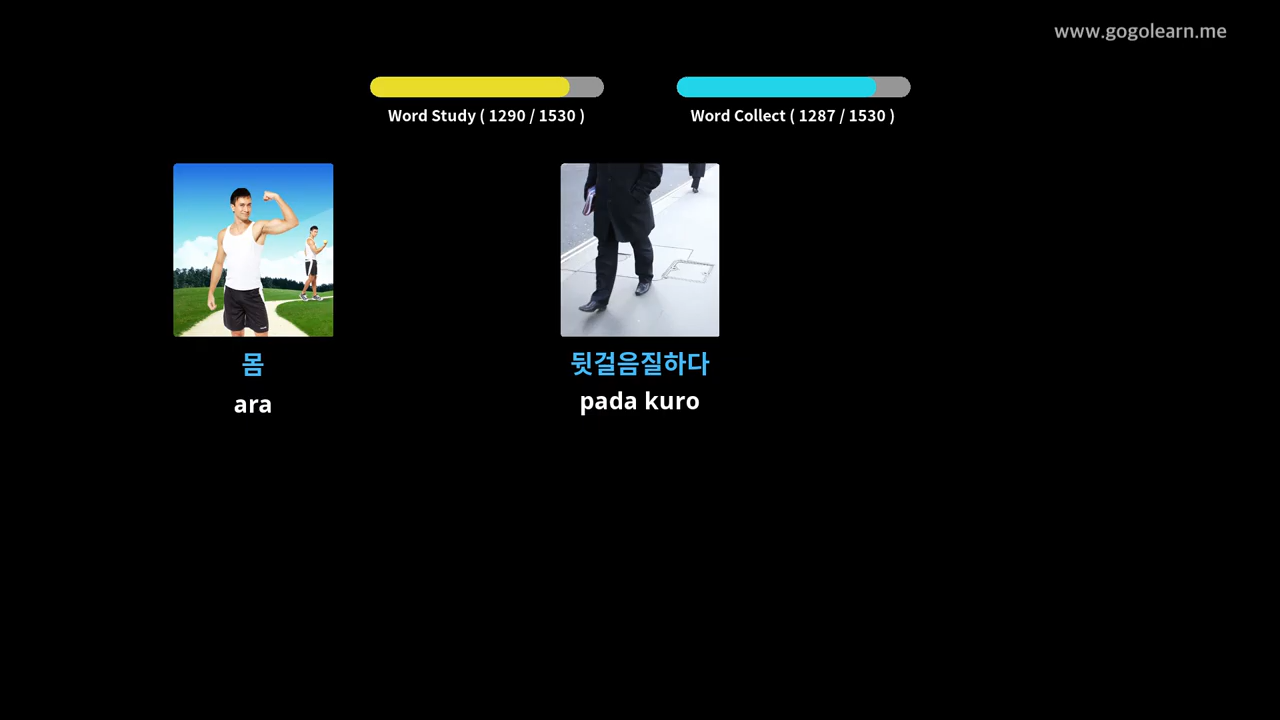 www.gogolearn.me
Word Study ( 1290 / 1530 )
Word Collect ( 1287 / 1530 )
몸
ara
뒷걸음질하다
pada kuro